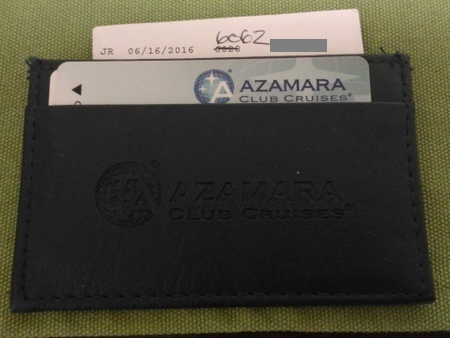 6062
JR 06/16/2016
AZAMARA
CLUB CRUISES®
AZAMARA
CLUB CRUISES®